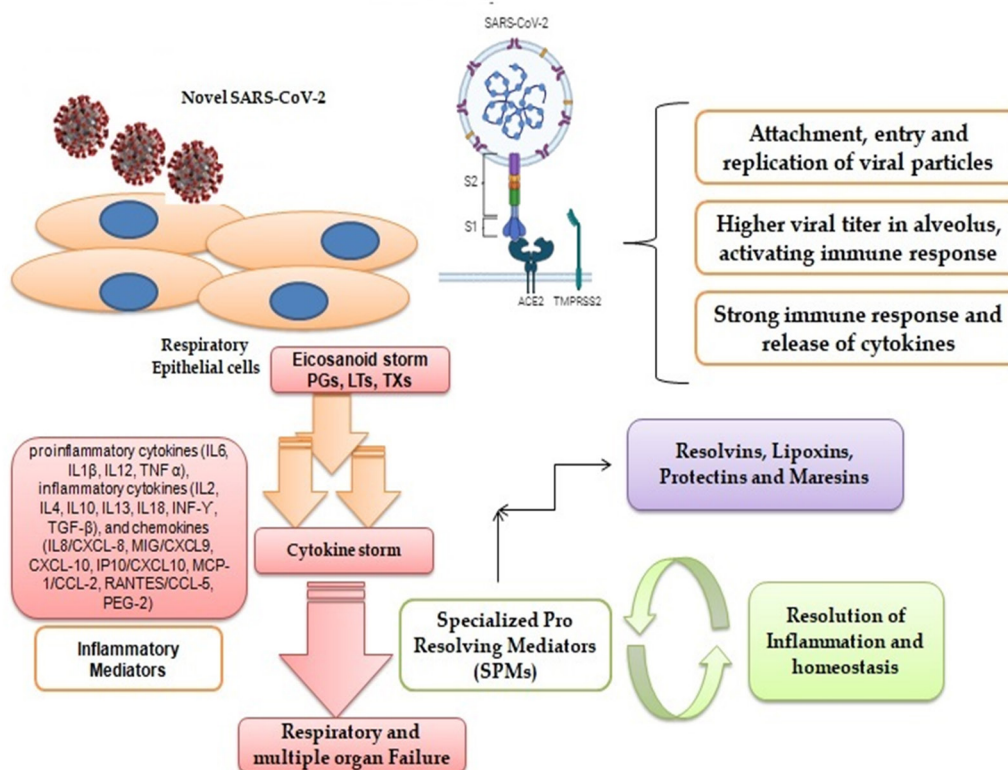 SARS-CoV-2
Novel SARS-CoV-2
S2
S1
ACE2
TMPRSS2
Attachment, entry and
replication of viral particles
Higher viral titer in alveolus,
activating immune response
Strong immune response and
release of cytokines
Respiratory
Epithelial cells
Eicosanoid storm
PGs, LTs, TXs
proinflammatory cytokines (IL6,
IL1β, IL12, TNF α),
inflammatory cytokines (IL2,
IL4, IL10, IL13, IL18, INF-ϒ,
TGF-β), and chemokines
(IL8/CXCL-8, MIG/CXCL9,
CXCL-10, IP10/CXCL10, MCP-
1/CCL-2, RANTES/CCL-5,
PEG-2)
Inflammatory
Mediators
Cytokine storm
Respiratory and
multiple organ Failure
Resolvins, Lipoxins,
Protectins and Maresins
Specialized Pro
Resolving Mediators
(SPMs)
Resolution of
Inflammation and
homeostasis